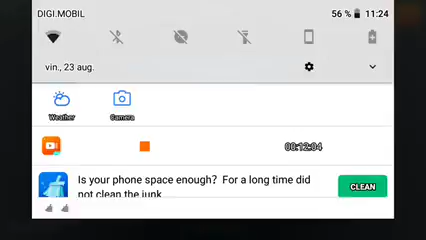 DIGI.MOBIL 56 % 11:24
vin., 23 aug.
Weather Camera
00:12:04
Is your phone space enough? For a long time did
not clean the junk
CLEAN